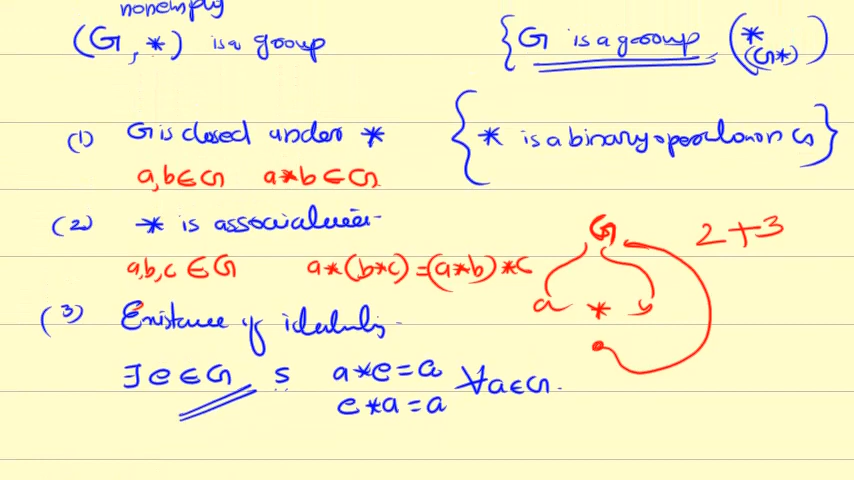 nonempty
(G, *) is a group
{G is a group (* (G*))
(1) G is closed under * {* is a binary operation on G}
a,b∈G a*b∈G
(2) * is associative
G 2+3
a,b,c ∈ G a*(b*c)=(a*b)*c
a * y
(3) Existance of identity.
∃ e ∈ G s a*e=a ∀a∈G.
e*a=a